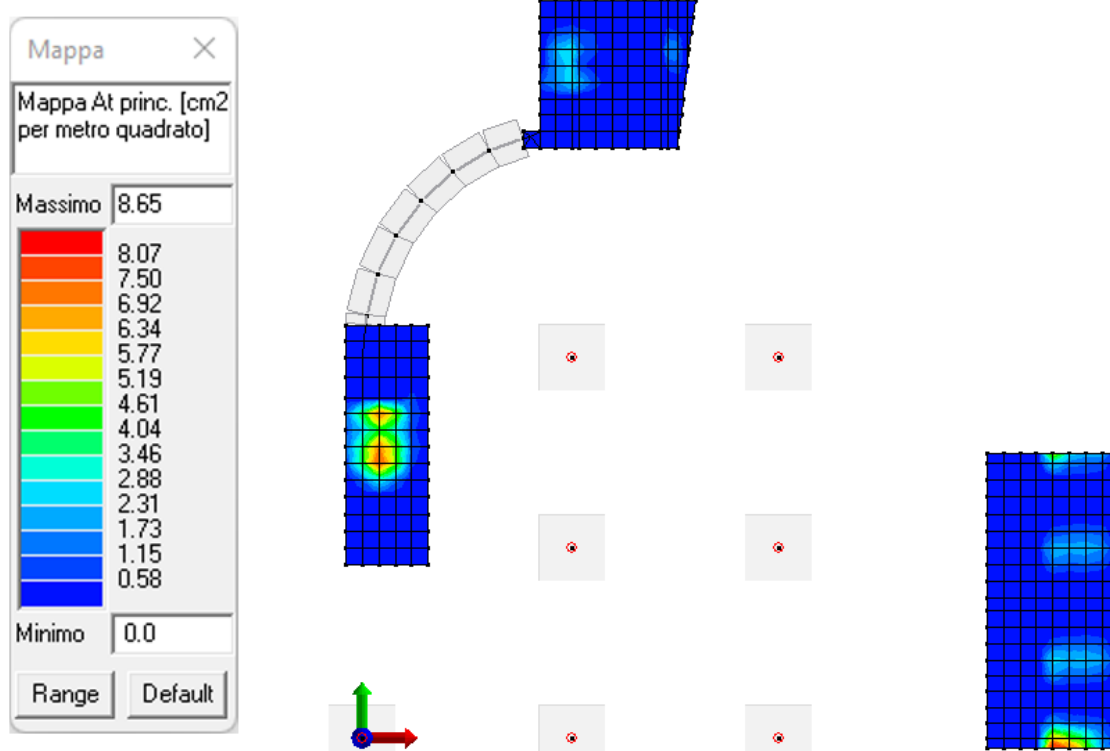 Mappa
Mappa At princ. [cm2
per metro quadrato]
Massimo 8.65
8.07
7.50
6.92
6.34
5.77
5.19
4.61
4.04
3.46
2.88
2.31
1.73
1.15
0.58
Minimo 0.0
Range Default